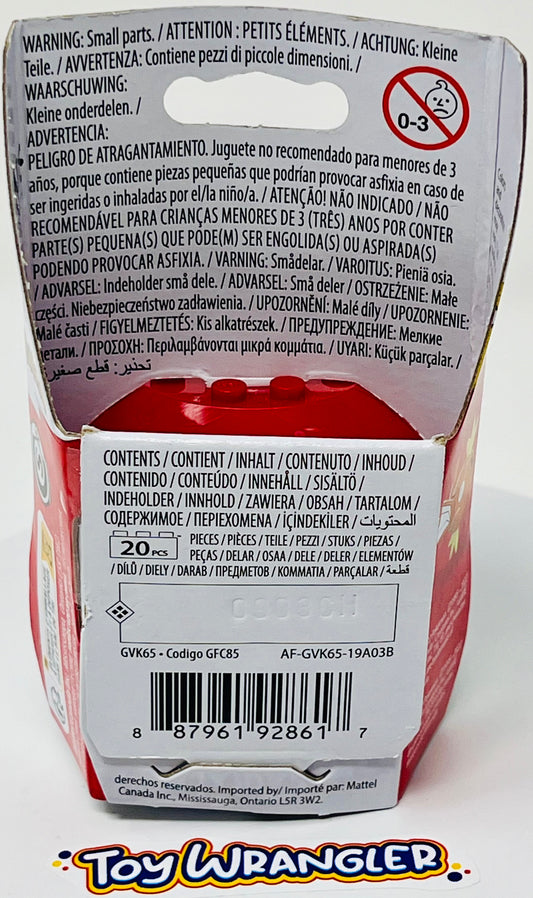 WARNING: Small parts. / ATTENTION : PETITS ÉLÉMENTS. / ACHTUNG: Kleine
Teile. / AVVERTENZA: Contiene pezzi di piccole dimensioni. /
WAARSCHUWING:
Kleine onderdelen. /
ADVERTENCIA:
0-3
PELIGRO DE ATRAGANTAMIENTO. Juguete no recomendado para menores de 3
años, porque contiene piezas pequeñas que podrían provocar asfixia en caso de
ser ingeridas o inhaladas por el/la niño/a. / ATENÇÃO! NÃO INDICADO / NÃO
RECOMENDÁVEL PARA CRIANÇAS MENORES DE 3 (TRÊS) ANOS POR CONTER
PARTE(S) PEQUENA(S) QUE PODE(M) SER ENGOLIDA(S) OU ASPIRADA(S)
PODENDO PROVOCAR ASFIXIA. / VARNING: Smådelar. / VAROITUS: Pieniä osia.
/ ADVARSEL: Indeholder små dele. / ADVARSEL: Små deler / OSTRZEŻENIE: Małe
części. Niebezpieczeństwo zadławienia. / UPOZORNĚNÍ: Malé díly / UPOZORNENIE:
Malé časti / FIGYELMEZTETÉS: Kis alkatrészek. / ПРЕДУПРЕЖДЕНИЕ: Мелкие
детали. / ΠΡΟΣΟΧΗ: Περιλαμβάνονται μικρά κομμάτια. / UYARI: Küçük parçalar. /
تحذير: قطع صغيرة
CONTENTS / CONTIENT / INHALT / CONTENUTO / INHOUD /
CONTENIDO / CONTEÚDO / INNEHÅLL / SISÄLTÖ /
INDEHOLDER / INNHOLD / ZAWIERA / OBSAH / TARTALOM /
СОДЕРЖИМОЕ / ΠΕΡΙΕΧΟΜΕΝΑ / İÇİNDEKİLER / المحتويات
20 PCS
PIECES / PIÈCES / TEILE / PEZZI / STUKS / PIEZAS /
PEÇAS / DELAR / OSAA / DELE / DELER / ELEMENTÓW
/ DÍLŮ / DIELY / DARAB / ПРЕДМЕТОВ / ΚΟΜΜΑΤΙΑ / PARÇALAR / قطعة
GVK65 • Codigo GFC85 AF-GVK65-19A03B
8 87961 92861 7
derechos reservados. Imported by/ Importé par: Mattel
Canada Inc., Mississauga, Ontario L5R 3W2.
TOY WRANGLER